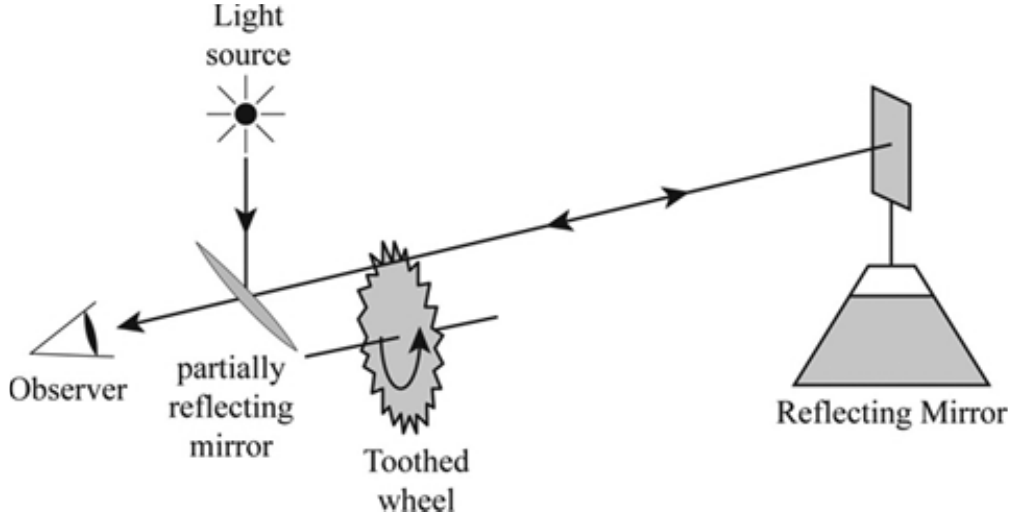 Light
source
Observer
partially
reflecting
mirror
Toothed
wheel
Reflecting Mirror